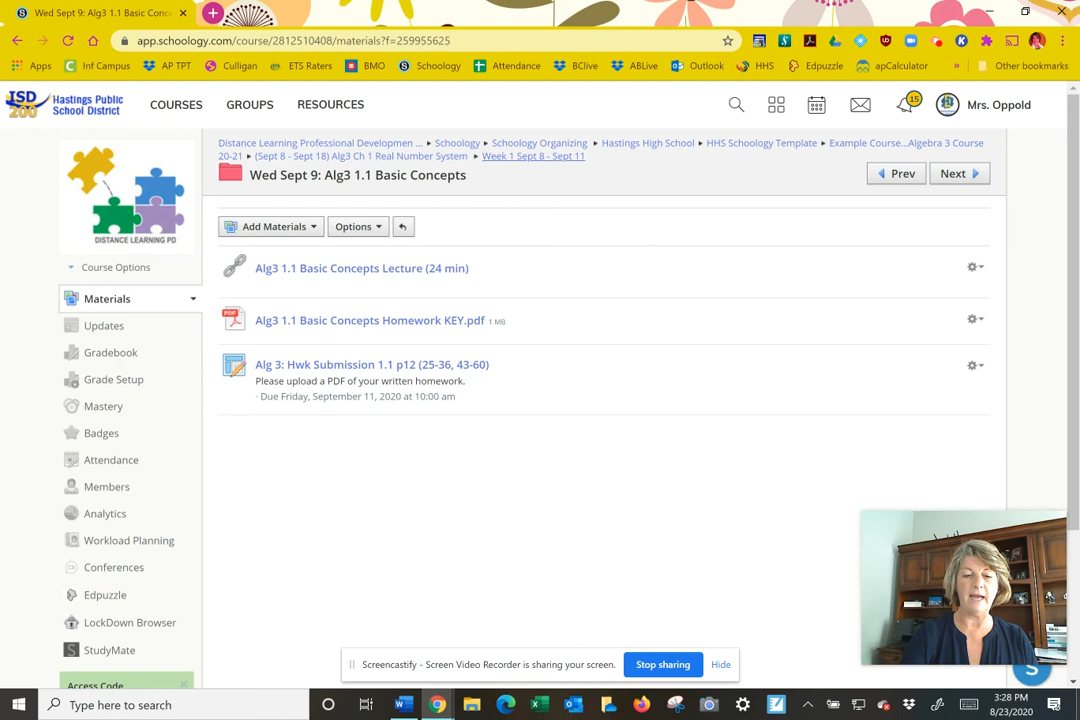 Wed Sept 9: Alg3 1.1 Basic Conc
app.schoology.com/course/2812510408/materials?f=259955625
Apps Inf Campus AP TPT Culligan ETS Raters BMO Schoology Attendance BClive ABLive Outlook HHS Edpuzzle apCalculator » Other bookmarks
ISD 200 Hastings Public School District COURSES GROUPS RESOURCES 15 Mrs. Oppold
Distance Learning Professional Developmen ... Schoology Schoology Organizing Hastings High School HHS Schoology Template Example Course...Algebra 3 Course
20-21 (Sept 8 - Sept 18) Alg3 Ch 1 Real Number System Week 1 Sept 8 - Sept 11
Wed Sept 9: Alg3 1.1 Basic Concepts
Prev Next
Add Materials Options
DISTANCE LEARNING PD
Course Options
Materials
Updates
Gradebook
Grade Setup
Mastery
Badges
Attendance
Members
Analytics
Workload Planning
Conferences
Edpuzzle
LockDown Browser
StudyMate
Access Code
Alg3 1.1 Basic Concepts Lecture (24 min)
PDF Alg3 1.1 Basic Concepts Homework KEY.pdf 1 MB
Alg 3: Hwk Submission 1.1 p12 (25-36, 43-60)
Please upload a PDF of your written homework.
· Due Friday, September 11, 2020 at 10:00 am
Screencastify - Screen Video Recorder is sharing your screen. Stop sharing Hide
Type here to search
3:28 PM
8/23/2020